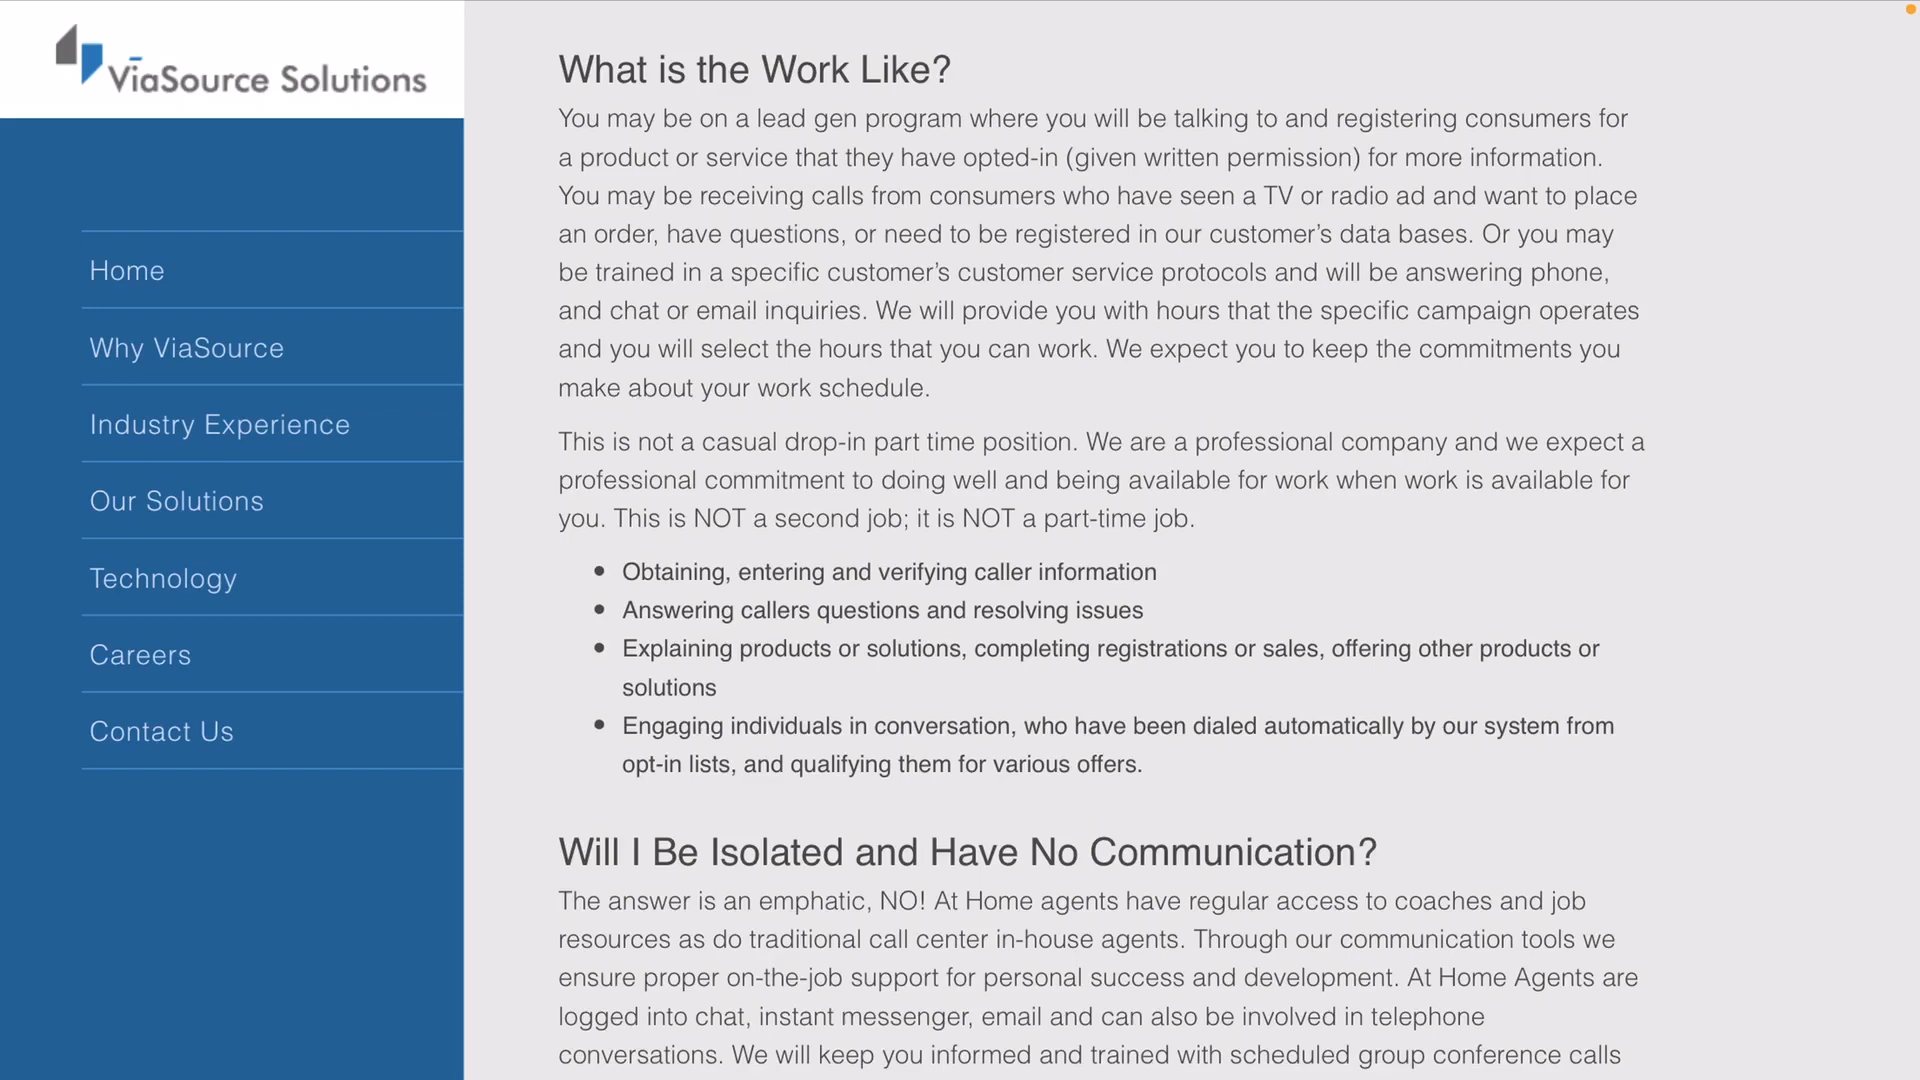 ViaSource Solutions
Home
Why ViaSource
Industry Experience
Our Solutions
Technology
Careers
Contact Us
What is the Work Like?
You may be on a lead gen program where you will be talking to and registering consumers for
a product or service that they have opted-in (given written permission) for more information.
You may be receiving calls from consumers who have seen a TV or radio ad and want to place
an order, have questions, or need to be registered in our customer’s data bases. Or you may
be trained in a specific customer’s customer service protocols and will be answering phone,
and chat or email inquiries. We will provide you with hours that the specific campaign operates
and you will select the hours that you can work. We expect you to keep the commitments you
make about your work schedule.
This is not a casual drop-in part time position. We are a professional company and we expect a
professional commitment to doing well and being available for work when work is available for
you. This is NOT a second job; it is NOT a part-time job.
• Obtaining, entering and verifying caller information
• Answering callers questions and resolving issues
• Explaining products or solutions, completing registrations or sales, offering other products or
solutions
• Engaging individuals in conversation, who have been dialed automatically by our system from
opt-in lists, and qualifying them for various offers.
Will I Be Isolated and Have No Communication?
The answer is an emphatic, NO! At Home agents have regular access to coaches and job
resources as do traditional call center in-house agents. Through our communication tools we
ensure proper on-the-job support for personal success and development. At Home Agents are
logged into chat, instant messenger, email and can also be involved in telephone
conversations. We will keep you informed and trained with scheduled group conference calls